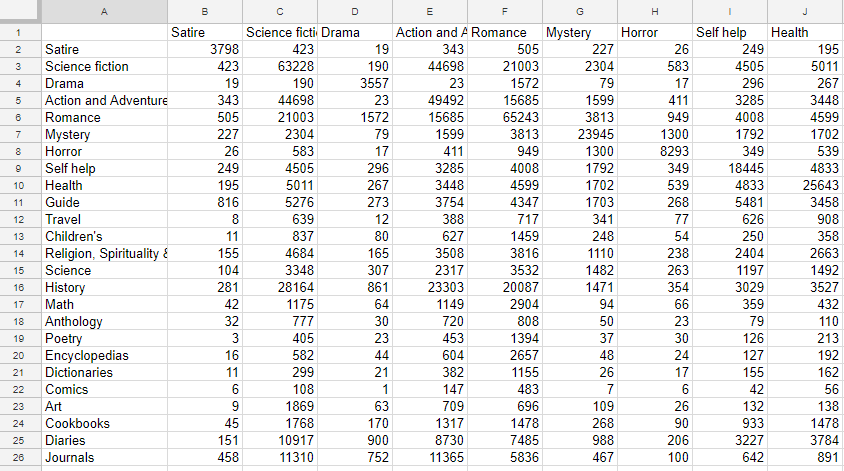 A B C D E F G H I J
1 Satire Science ficti Drama Action and A Romance Mystery Horror Self help Health
2 Satire 3798 423 19 343 505 227 26 249 195
3 Science fiction 423 63228 190 44698 21003 2304 583 4505 5011
4 Drama 19 190 3557 23 1572 79 17 296 267
5 Action and Adventure 343 44698 23 49492 15685 1599 411 3285 3448
6 Romance 505 21003 1572 15685 65243 3813 949 4008 4599
7 Mystery 227 2304 79 1599 3813 23945 1300 1792 1702
8 Horror 26 583 17 411 949 1300 8293 349 539
9 Self help 249 4505 296 3285 4008 1792 349 18445 4833
10 Health 195 5011 267 3448 4599 1702 539 4833 25643
11 Guide 816 5276 273 3754 4347 1703 268 5481 3458
12 Travel 8 639 12 388 717 341 77 626 908
13 Children's 11 837 80 627 1459 248 54 250 358
14 Religion, Spirituality & 155 4684 165 3508 3816 1110 238 2404 2663
15 Science 104 3348 307 2317 3532 1482 263 1197 1492
16 History 281 28164 861 23303 20087 1471 354 3029 3527
17 Math 42 1175 64 1149 2904 94 66 359 432
18 Anthology 32 777 30 720 808 50 23 79 110
19 Poetry 3 405 23 453 1394 37 30 126 213
20 Encyclopedias 16 582 44 604 2657 48 24 127 192
21 Dictionaries 11 299 21 382 1155 26 17 155 162
22 Comics 6 108 1 147 483 7 6 42 56
23 Art 9 1869 63 709 696 109 26 132 138
24 Cookbooks 45 1768 170 1317 1478 268 90 933 1478
25 Diaries 151 10917 900 8730 7485 988 206 3227 3784
26 Journals 458 11310 752 11365 5836 467 100 642 891